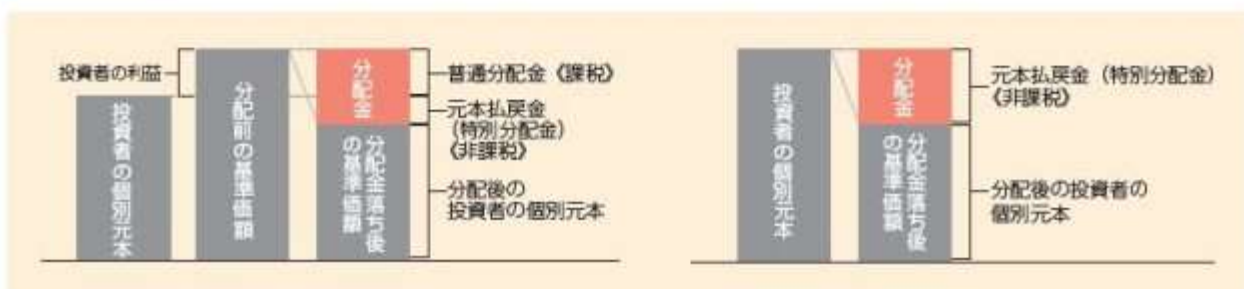 投資者の利益
投資者の個別元本
分配前の基準価額
分配金
分配金落ち後
の基準価額
普通分配金《課税》
元本払戻金
(特別分配金)
《非課税》
分配後の
投資者の個別元本
投資者の個別元本
分配金
分配金落ち後
の基準価額
元本払戻金(特別分配金)
《非課税》
分配後の投資者の
個別元本